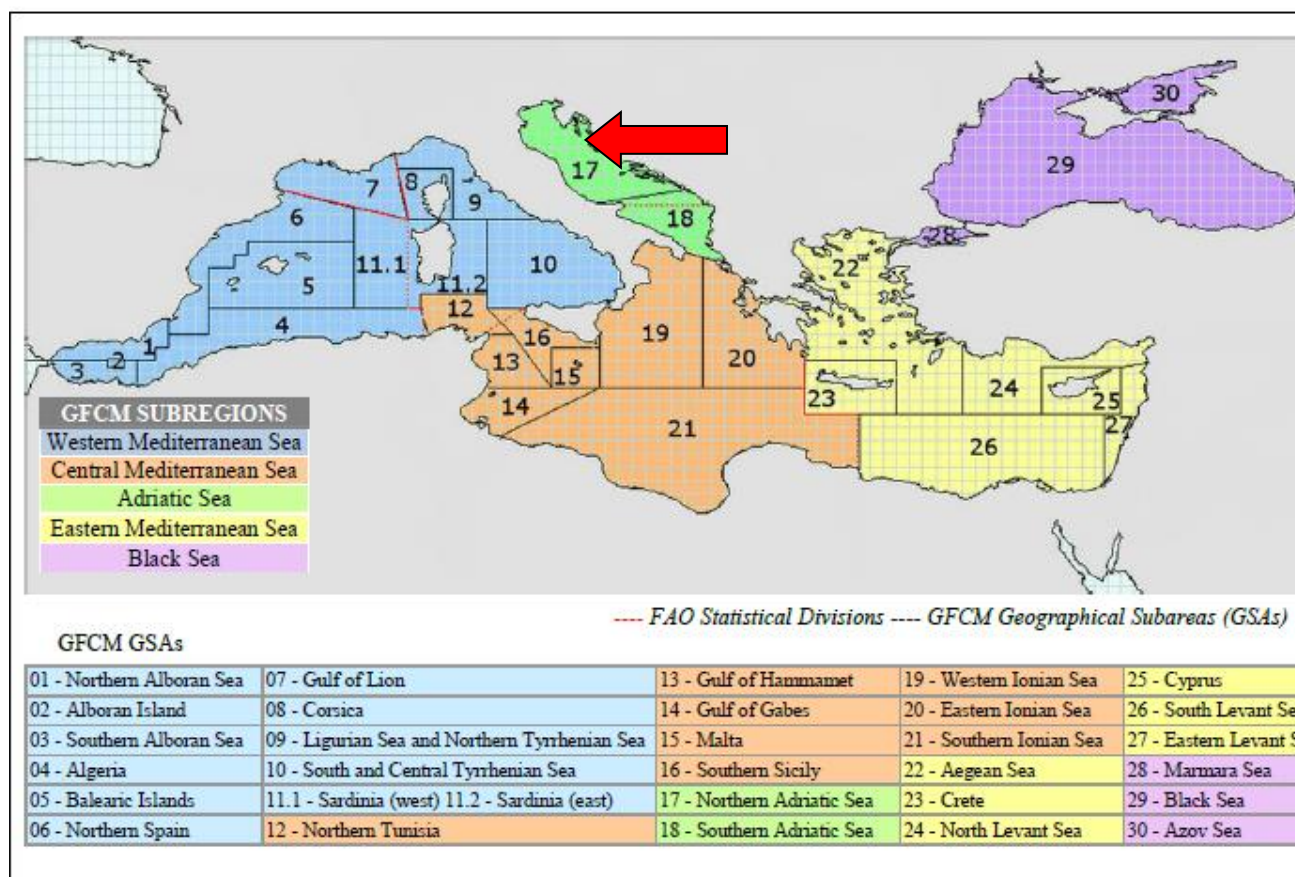 30
29
17
7
8
9
6
18
28
22
11.1
10
5
11.2
12
4
16
19
1
20
2
3
13
15
24
23
25
14
27
21
26
GFCM SUBREGIONS
Western Mediterranean Sea
Central Mediterranean Sea
Adriatic Sea
Eastern Mediterranean Sea
Black Sea
---- FAO Statistical Divisions ---- GFCM Geographical Subareas (GSAs)
GFCM GSAs
01 - Northern Alboran Sea 07 - Gulf of Lion 13 - Gulf of Hammamet 19 - Western Ionian Sea 25 - Cyprus
02 - Alboran Island 08 - Corsica 14 - Gulf of Gabes 20 - Eastern Ionian Sea 26 - South Levant Se
03 - Southern Alboran Sea 09 - Ligurian Sea and Northern Tyrrhenian Sea 15 - Malta 21 - Southern Ionian Sea 27 - Eastern Levant S
04 - Algeria 10 - South and Central Tyrrhenian Sea 16 - Southern Sicily 22 - Aegean Sea 28 - Marmara Sea
05 - Balearic Islands 11.1 - Sardinia (west) 11.2 - Sardinia (east) 17 - Northern Adriatic Sea 23 - Crete 29 - Black Sea
06 - Northern Spain 12 - Northern Tunisia 18 - Southern Adriatic Sea 24 - North Levant Sea 30 - Azov Sea